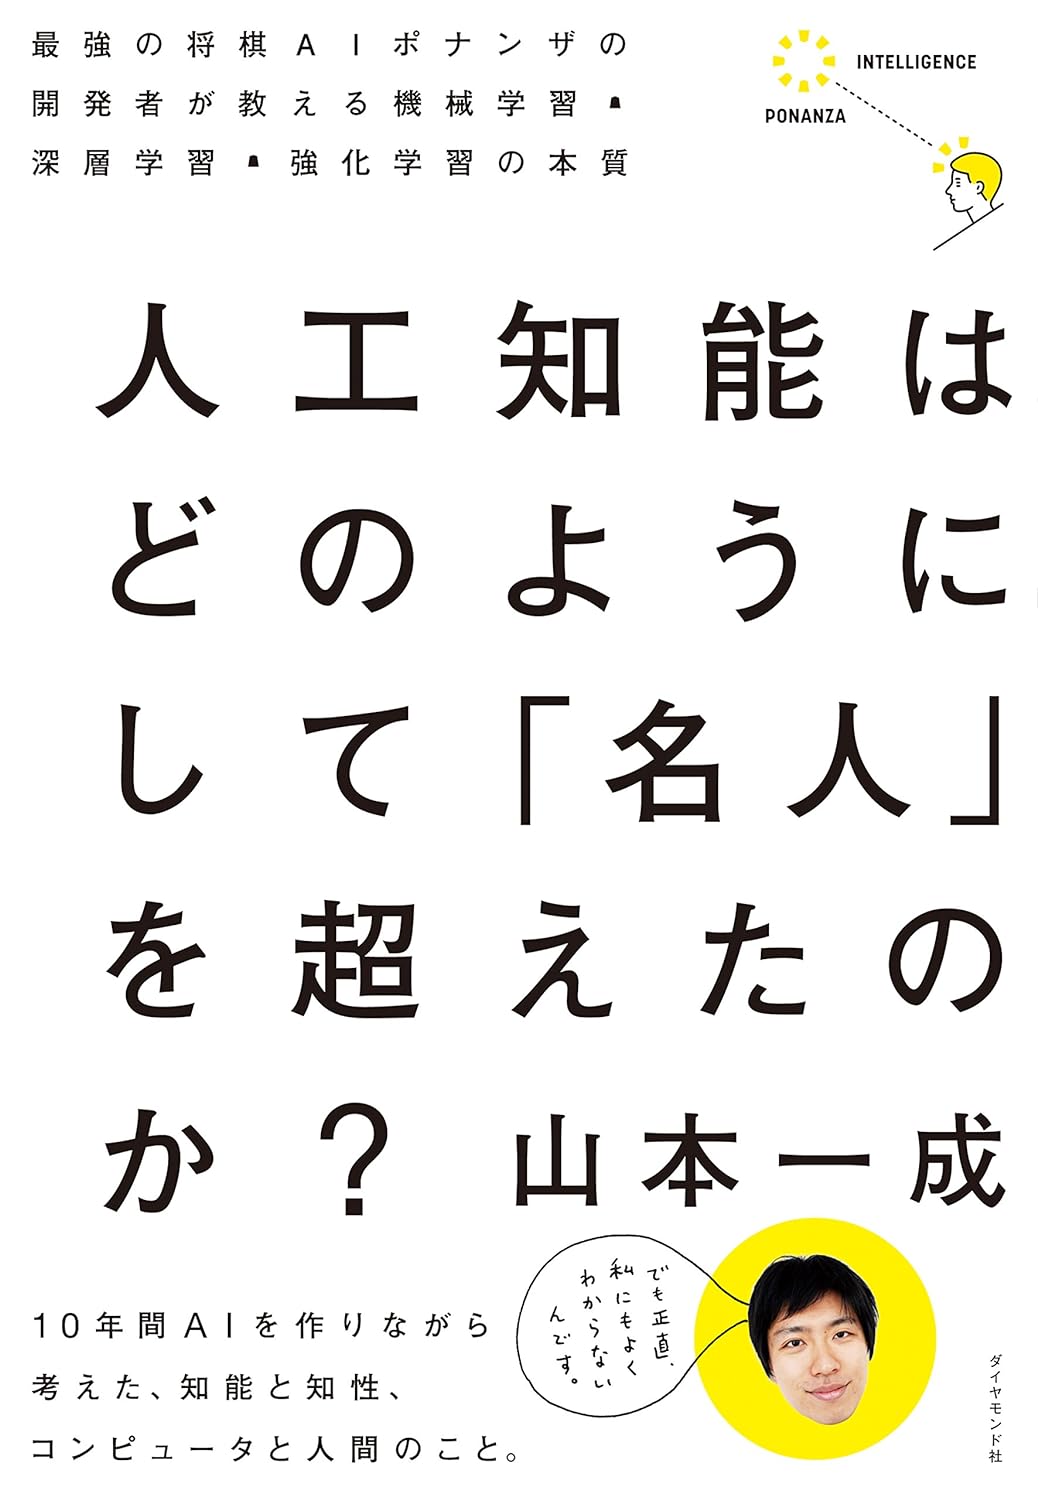 最強の将棋AIポナンザの
開発者が教える機械学習・
深層学習・強化学習の本質
INTELLIGENCE
PONANZA
人工知能は
どのように
して「名人」
を超えたの
か？ 山本一成
でも正直、
私にもよく
わからない
んです。
10年間AIを作りながら
考えた、知能と知性、
コンピュータと人間のこと。
ダイヤモンド社